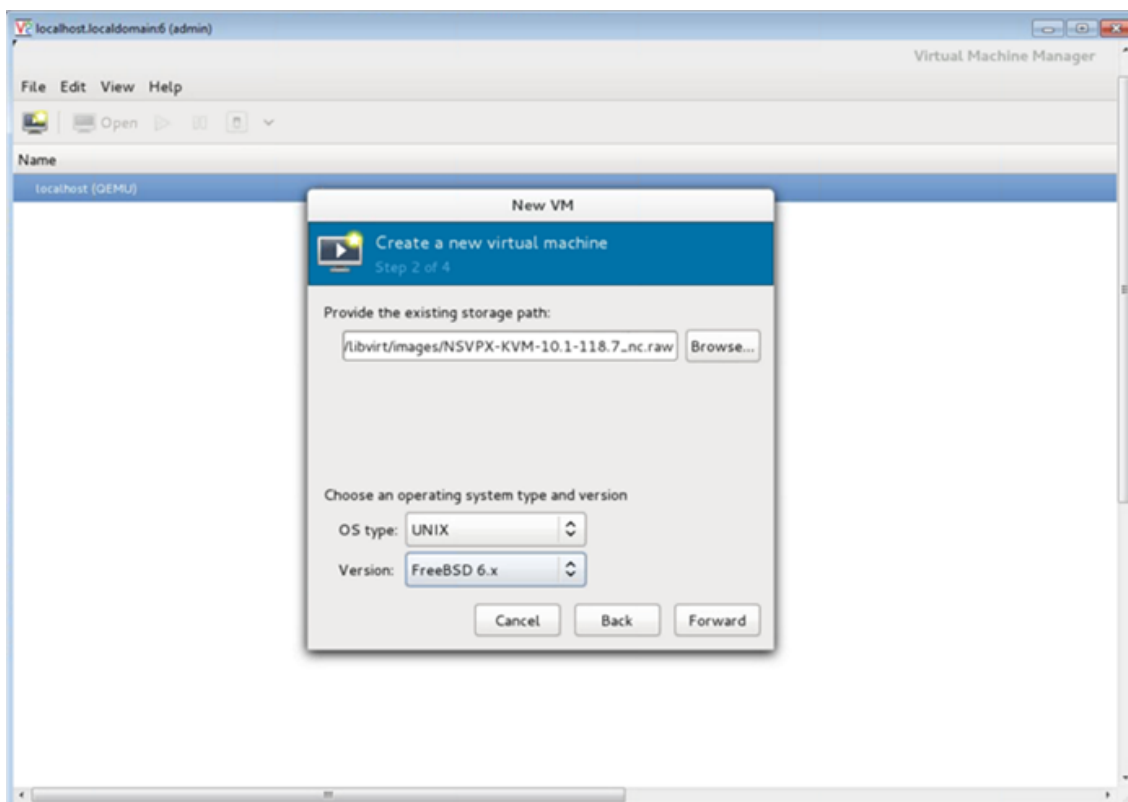 localhost.localdomain:6 (admin)
Virtual Machine Manager
File Edit View Help
Open
Name
localhost (QEMU)
New VM
Create a new virtual machine
Step 2 of 4
Provide the existing storage path:
/libvirt/images/NSVPX-KVM-10.1-118.7_nc.raw Browse...
Choose an operating system type and version
OS type: UNIX
Version: FreeBSD 6.x
Cancel Back Forward